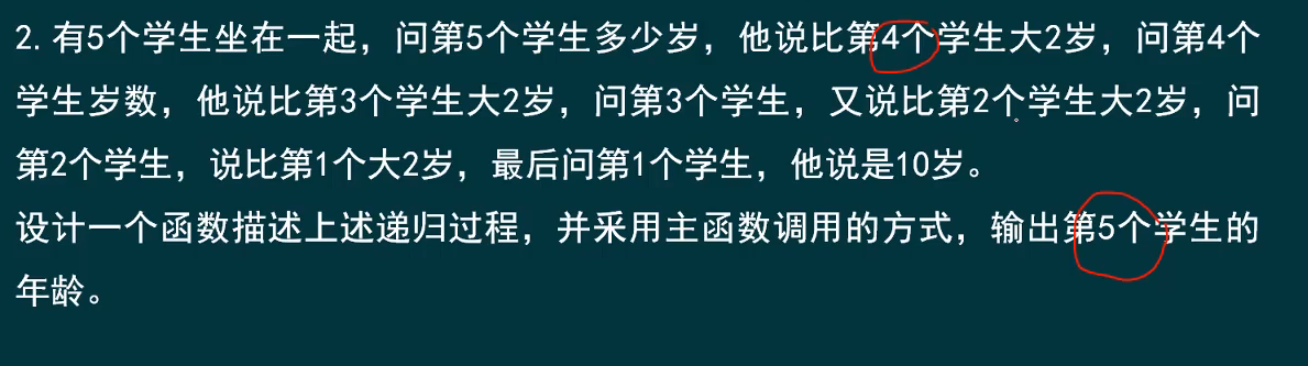 2. 有5个学生坐在一起，问第5个学生多少岁，他说比第4个学生大2岁，问第4个
学生岁数，他说比第3个学生大2岁，问第3个学生，又说比第2个学生大2岁，问
第2个学生，说比第1个大2岁，最后问第1个学生，他说是10岁。
设计一个函数描述上述递归过程，并采用主函数调用的方式，输出第5个学生的
年龄。